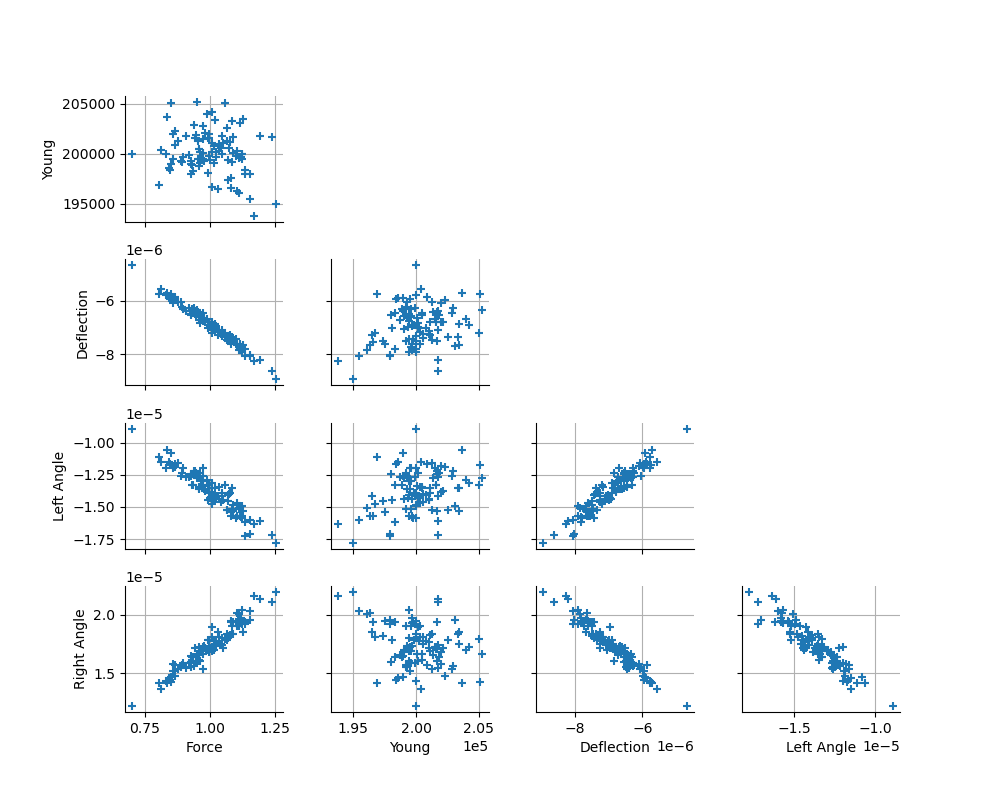 205000
200000
195000
Young
1e−6
−6
−8
Deflection
1e−5
−1.00
−1.25
−1.50
−1.75
Left Angle
1e−5
2.0
1.5
Right Angle
0.75 1.00 1.25 1.95 2.00 2.05 −8 −6 −1.5 −1.0
Force Young 1e5 Deflection 1e−6 Left Angle 1e−5